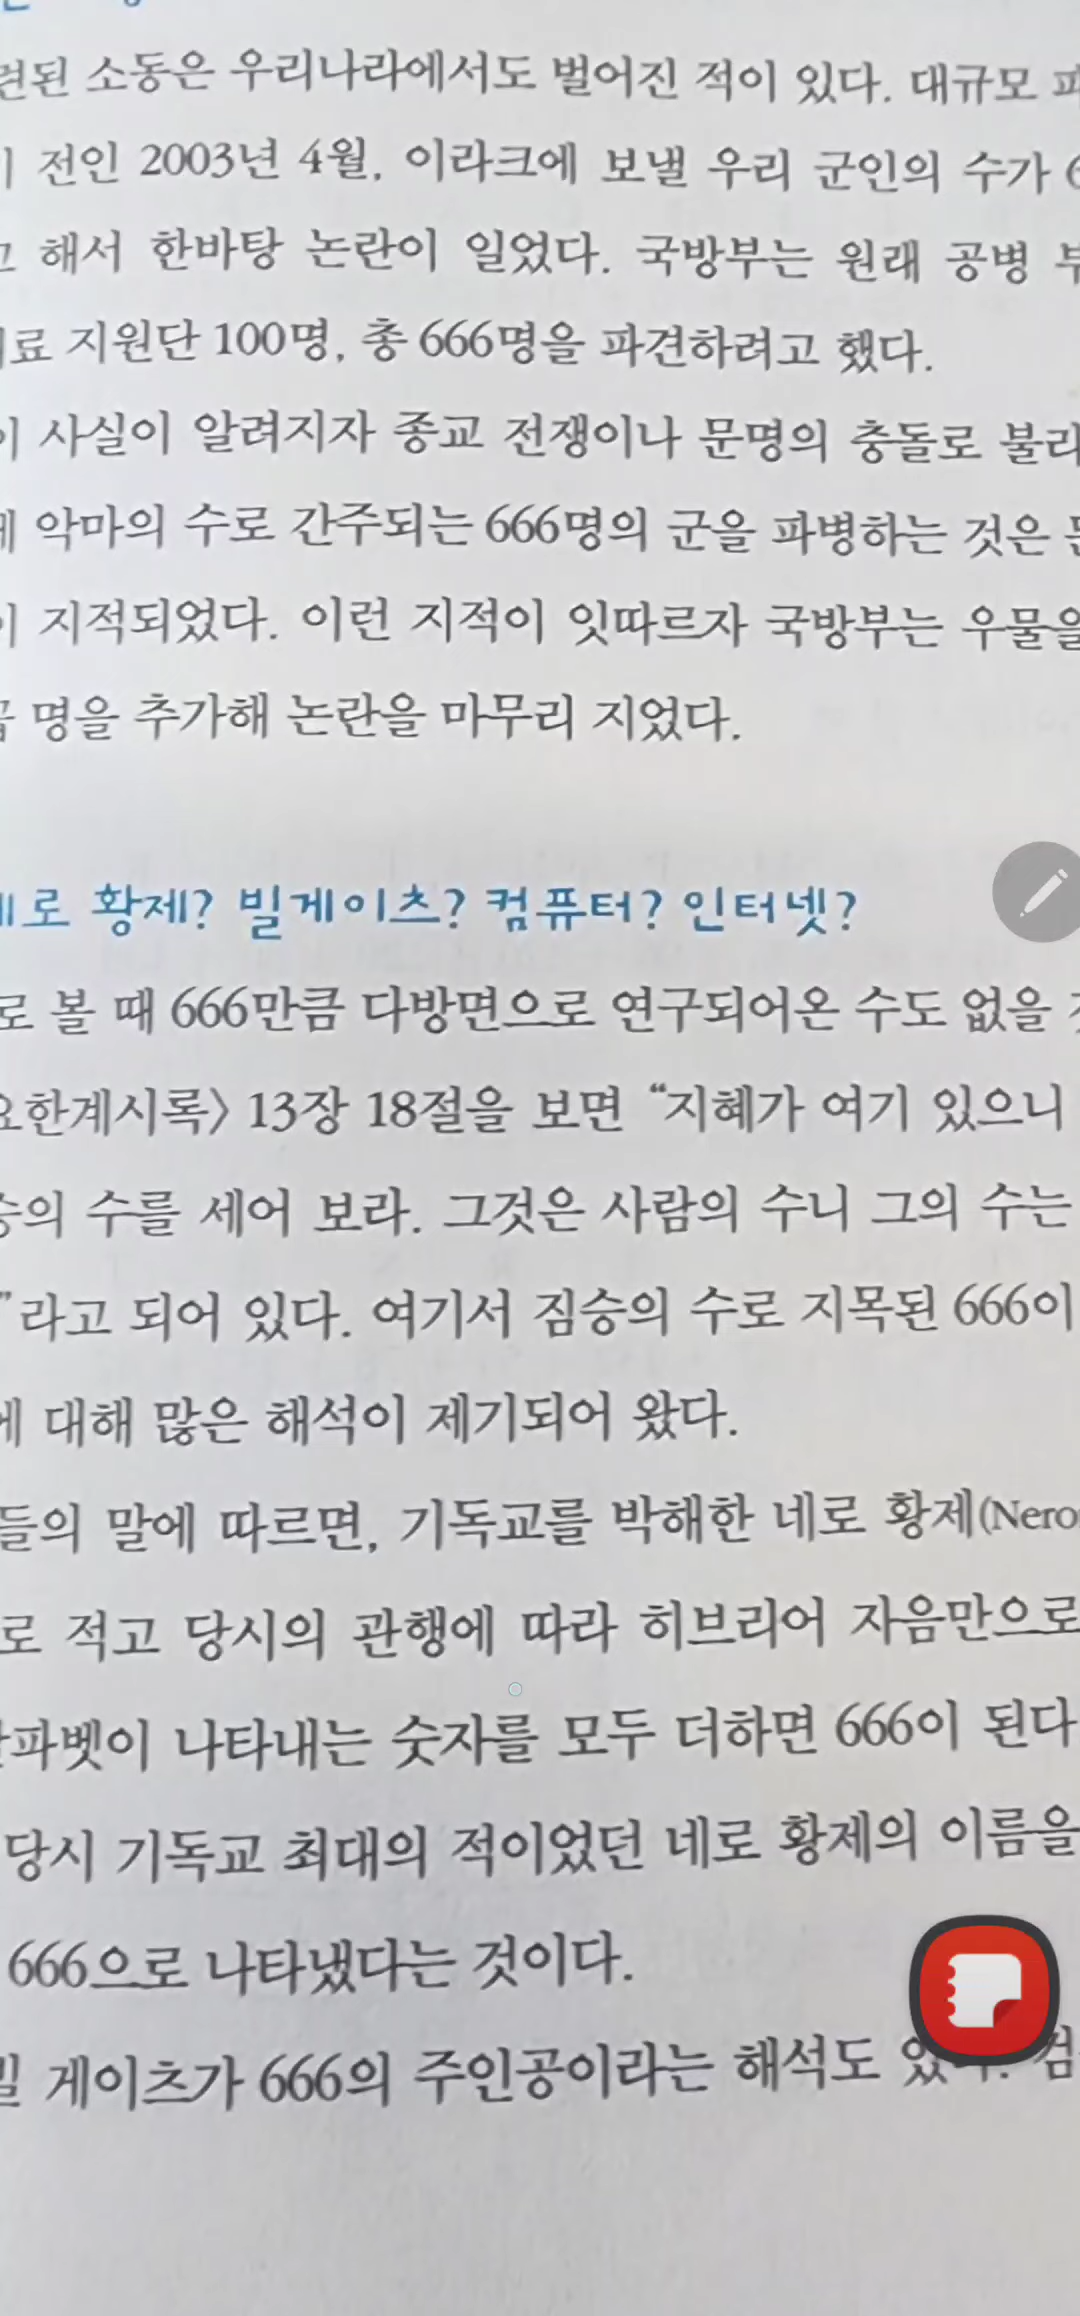 소동은 우리나라에서도 벌어진 적이 있다. 대규모
전인 2003년 4월, 이라크에 보낼 우리 군인의 수가
해서 한바탕 논란이 일었다. 국방부는 원래 공병
지원단 100명, 총 666명을 파견하려고 했다.
사실이 알려지자 종교 전쟁이나 문명의 충돌로
악마의 수로 간주되는 666명의 군을 파병하는 것은
지적되었다. 이런 지적이 잇따르자 국방부는 우물을
명을 추가해 논란을 마무리 지었다.
황제? 빌게이츠? 컴퓨터? 인터넷?
로 볼 때 666만큼 다방면으로 연구되어온 수도 없을
요한계시록> 13장 18절을 보면 “지혜가 여기 있으니
수를 세어 보라. 그것은 사람의 수니 그의 수는
”라고 되어 있다. 여기서 짐승의 수로 지목된 666이
에 대해 많은 해석이 제기되어 왔다.
들의 말에 따르면, 기독교를 박해한 네로 황제(Nero
로 적고 당시의 관행에 따라 히브리어 자음만으로
나타내는 숫자를 모두 더하면 666이 된다
당시 기독교 최대의 적이었던 네로 황제의 이름을
666으로 나타냈다는 것이다.
게이츠가 666의 주인공이라는 해석도